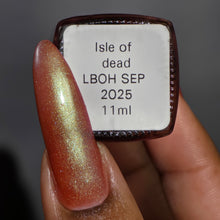 Isle of
dead
LBOH SEP
2025
11ml